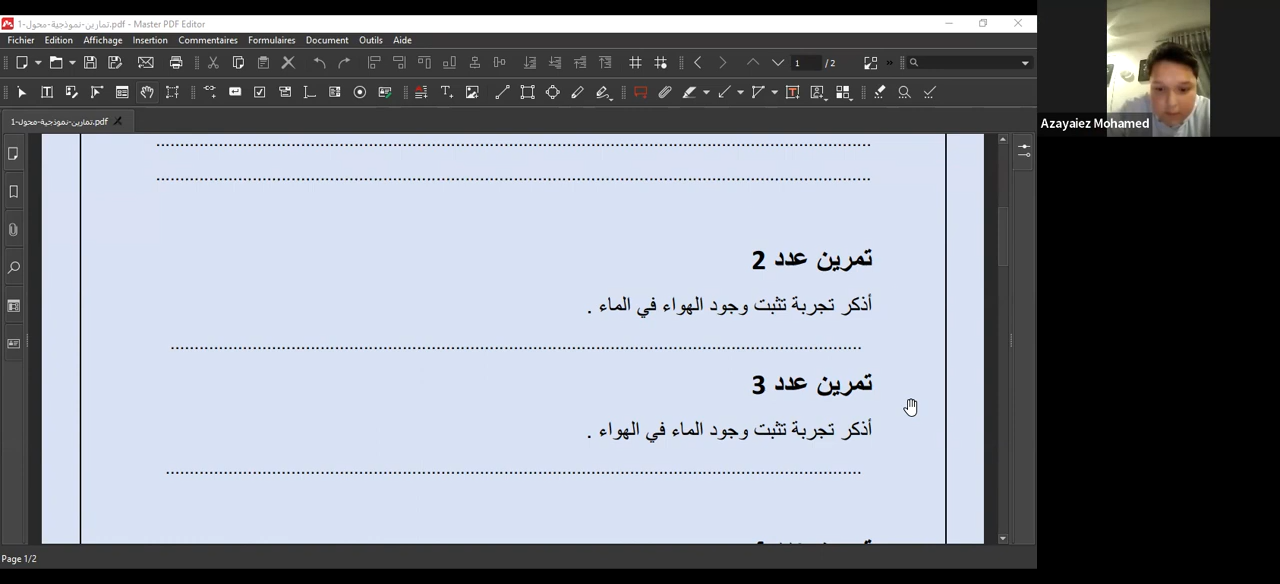 تمارين-نموذجية-محول-1.pdf - Master PDF Editor
Fichier Edition Affichage Insertion Commentaires Formulaires Document Outils Aide
1 / 2
تمارين-نموذجية-محول-1.pdf
Azayaiez Mohamed
تمرين عدد 2
أذكر تجربة تثبت وجود الهواء في الماء .
تمرين عدد 3
أذكر تجربة تثبت وجود الماء في الهواء .
Page 1/2